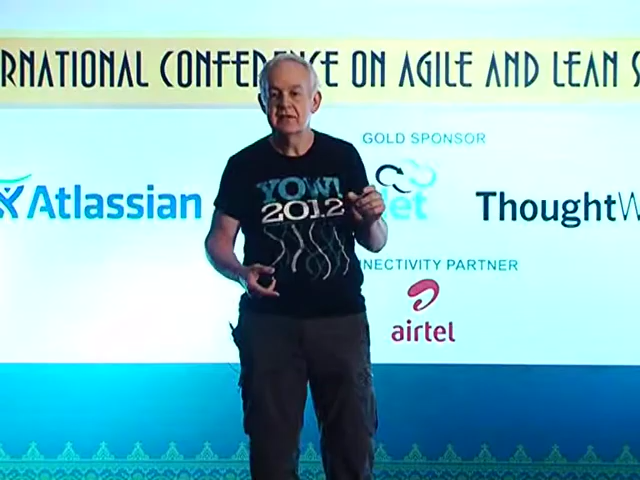 RNATIONAL CONFERENCE ON AGILE AND LEAN S
GOLD SPONSOR
Atlassian
ThoughtW
YOW!
2012
NECTIVITY PARTNER
airtel